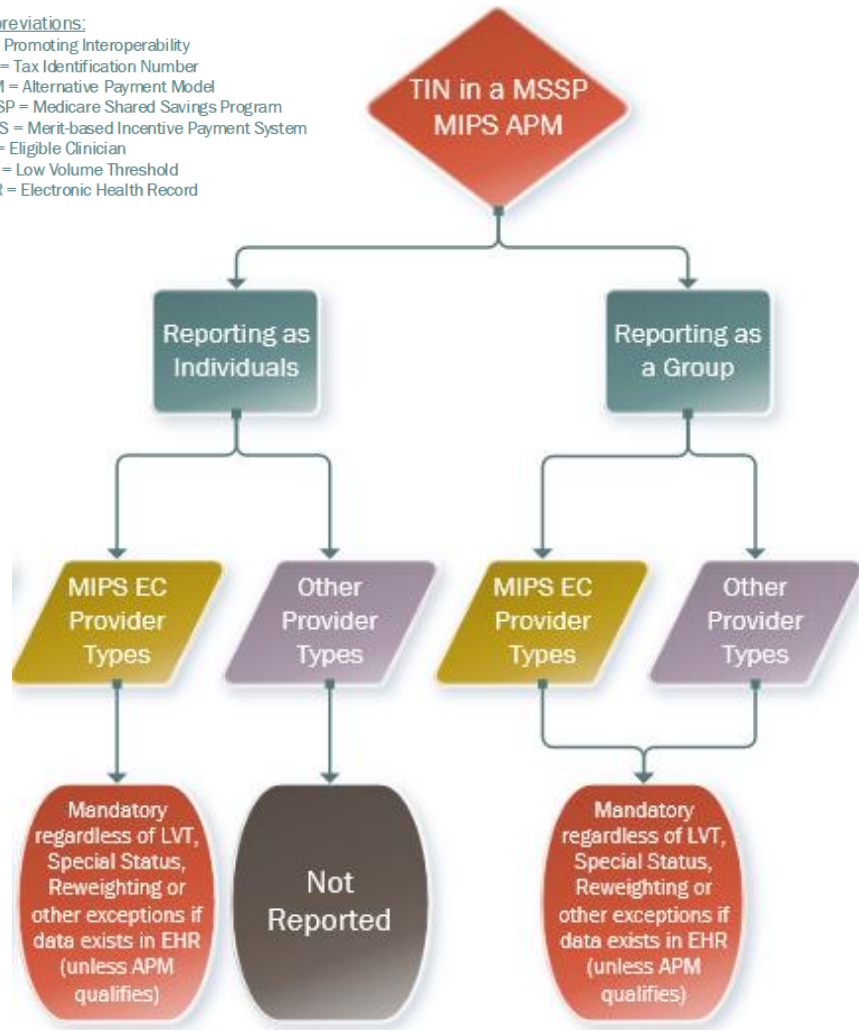 reviations:
Promoting Interoperability
= Tax Identification Number
M = Alternative Payment Model
SP = Medicare Shared Savings Program
S = Merit-based Incentive Payment System
= Eligible Clinician
= Low Volume Threshold
R = Electronic Health Record
TIN in a MSSP
MIPS APM
Reporting as
Individuals
Reporting as
a Group
MIPS EC
Provider
Types
Other
Provider
Types
MIPS EC
Provider
Types
Other
Provider
Types
Mandatory
regardless of LVT,
Special Status,
Reweighting or
other exceptions if
data exists in EHR
(unless APM
qualifies)
Not
Reported
Mandatory
regardless of LVT,
Special Status,
Reweighting or
other exceptions if
data exists in EHR
(unless APM
qualifies)